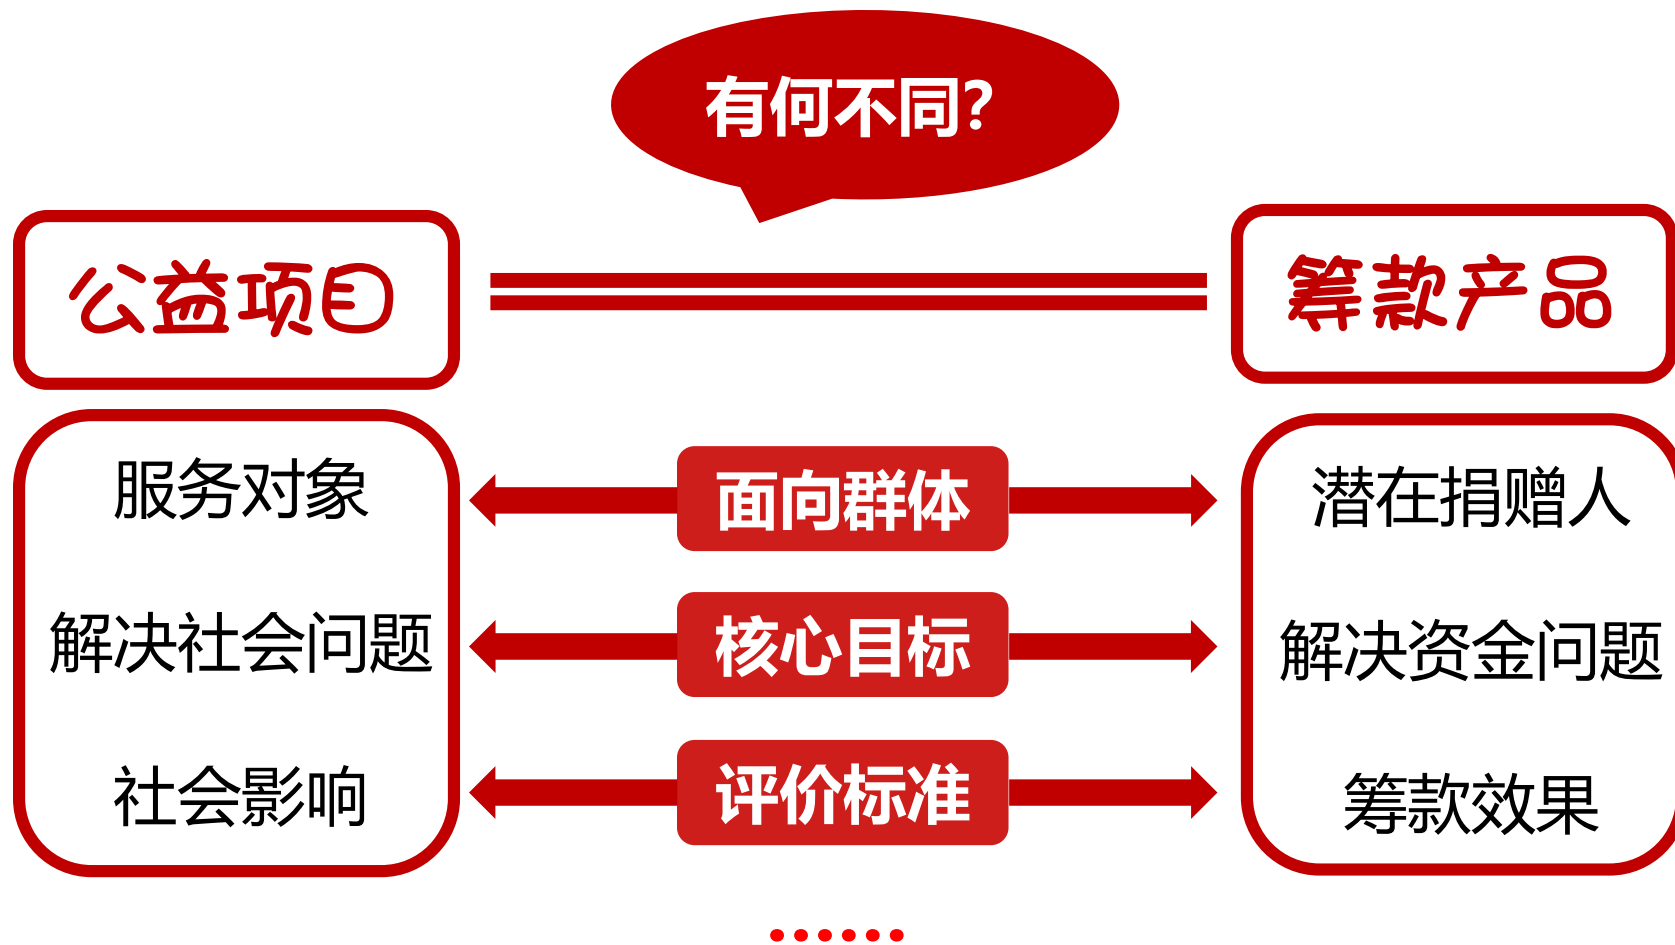 有何不同？
公益项目
筹款产品
服务对象
面向群体
潜在捐赠人
解决社会问题
核心目标
解决资金问题
社会影响
评价标准
筹款效果
……